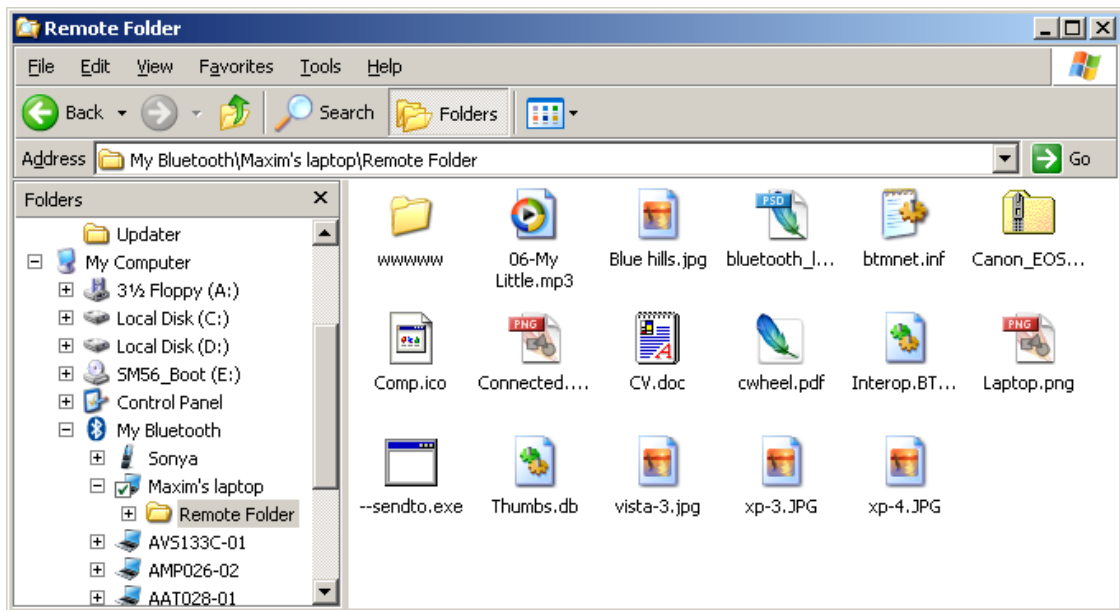 Remote Folder
File Edit View Favorites Tools Help
Back Search Folders
Address My Bluetooth\Maxim's laptop\Remote Folder Go
Folders
Updater
My Computer
3½ Floppy (A:)
Local Disk (C:)
Local Disk (D:)
SM56_Boot (E:)
Control Panel
My Bluetooth
Sonya
Maxim's laptop
Remote Folder
AVS133C-01
AMP026-02
AAT028-01
wwwwww
06-My
Little.mp3
Blue hills.jpg
PSD
bluetooth_l...
btmnet.inf
Canon_EOS...
Comp.ico
PNG
Connected....
CV.doc
cwheel.pdf
Interop.BT...
PNG
Laptop.png
--sendto.exe
Thumbs.db
vista-3.jpg
xp-3.JPG
xp-4.JPG